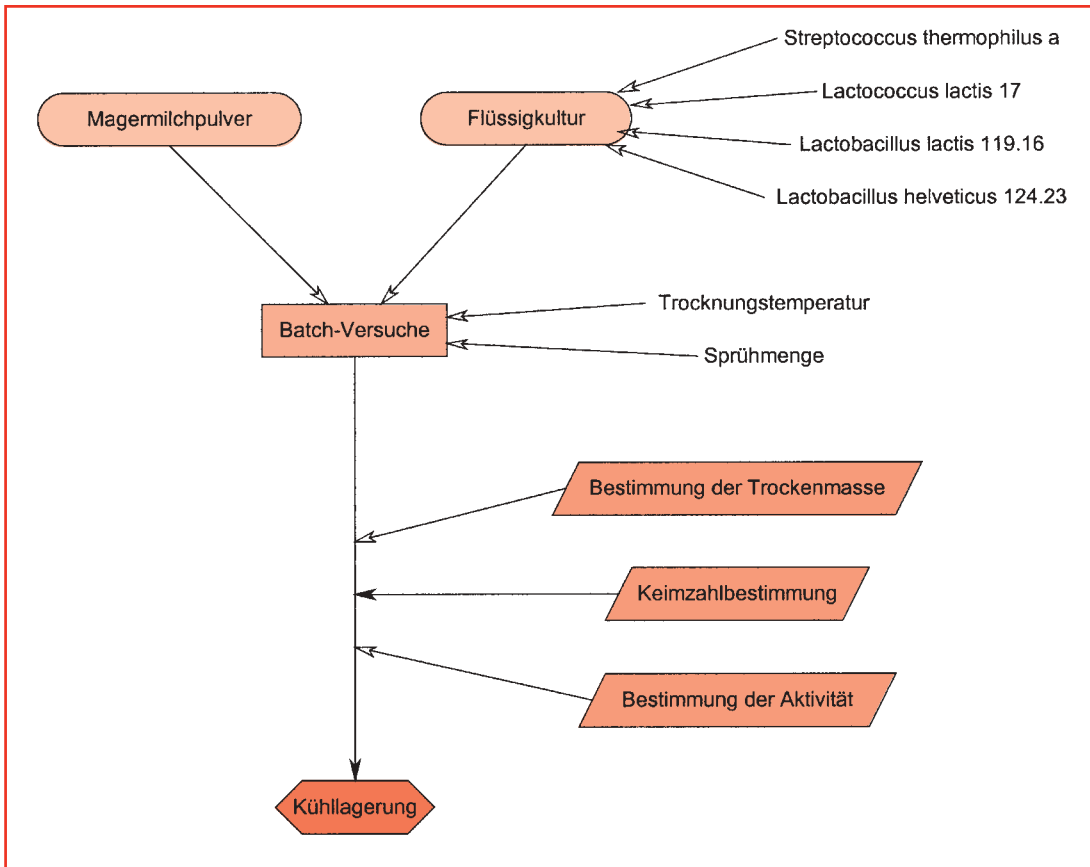 Streptococcus thermophilus a
Magermilchpulver
Flüssigkultur
Lactococcus lactis 17
Lactobacillus lactis 119.16
Lactobacillus helveticus 124.23
Batch-Versuche
Trocknungstemperatur
Sprühmenge
Bestimmung der Trockenmasse
Keimzahlbestimmung
Bestimmung der Aktivität
Kühllagerung